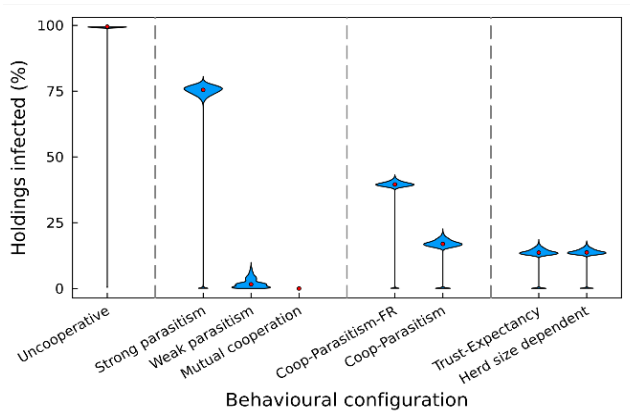 Holdings infected (%)
100
75
50
25
0
Uncooperative
Strong parasitism
Weak parasitism
Mutual cooperation
Coop-Parasitism-FR
Coop-Parasitism
Trust-Expectancy
Herd size dependent
Behavioural configuration